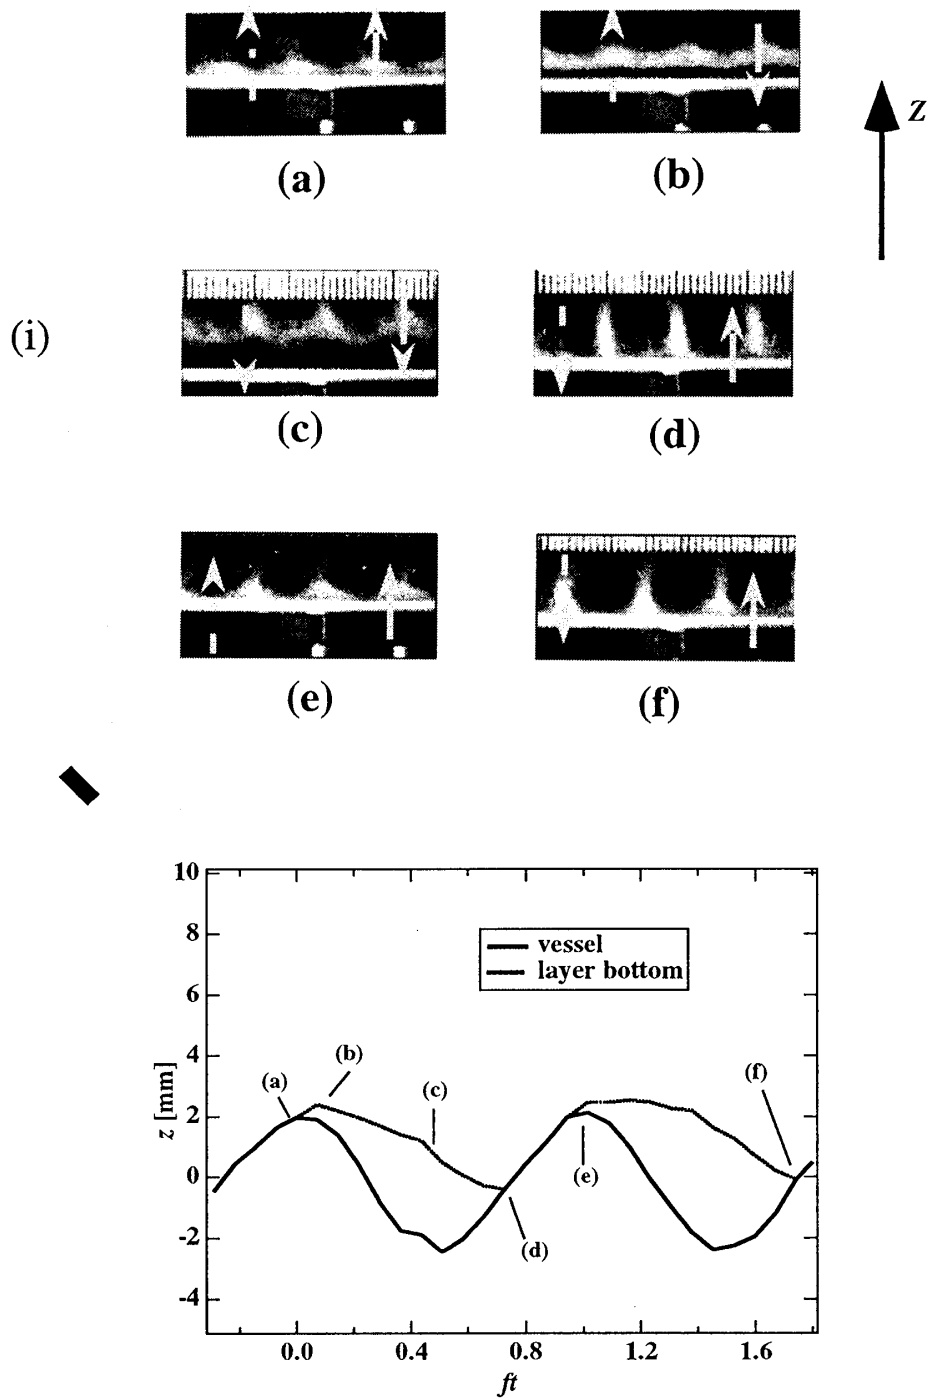 (a)
(b)
Z
(i)
(c)
(d)
(e)
(f)
10
8
6
4
2
0
-2
-4
z [mm]
vessel
layer bottom
(a)
(b)
(c)
(d)
(e)
(f)
0.0 0.4 0.8 1.2 1.6
ft